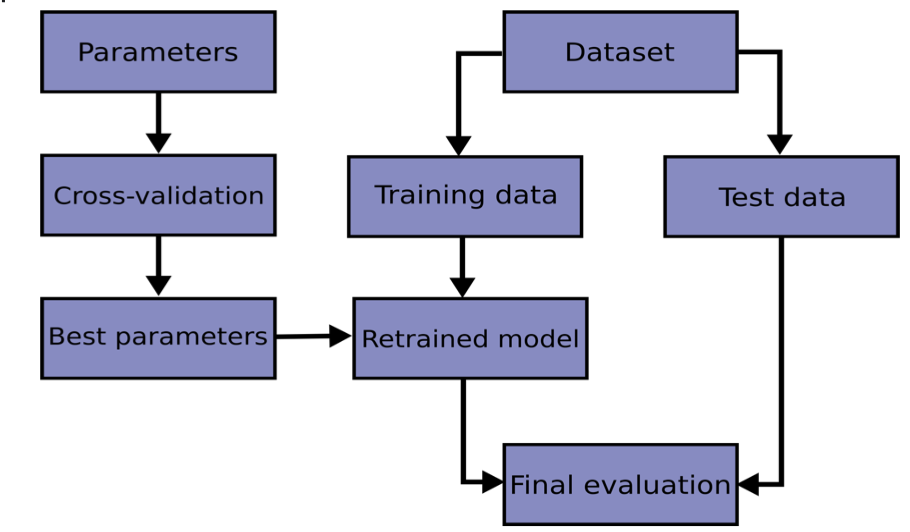 Parameters
Dataset
Cross-validation
Training data
Test data
Best parameters
Retrained model
Final evaluation